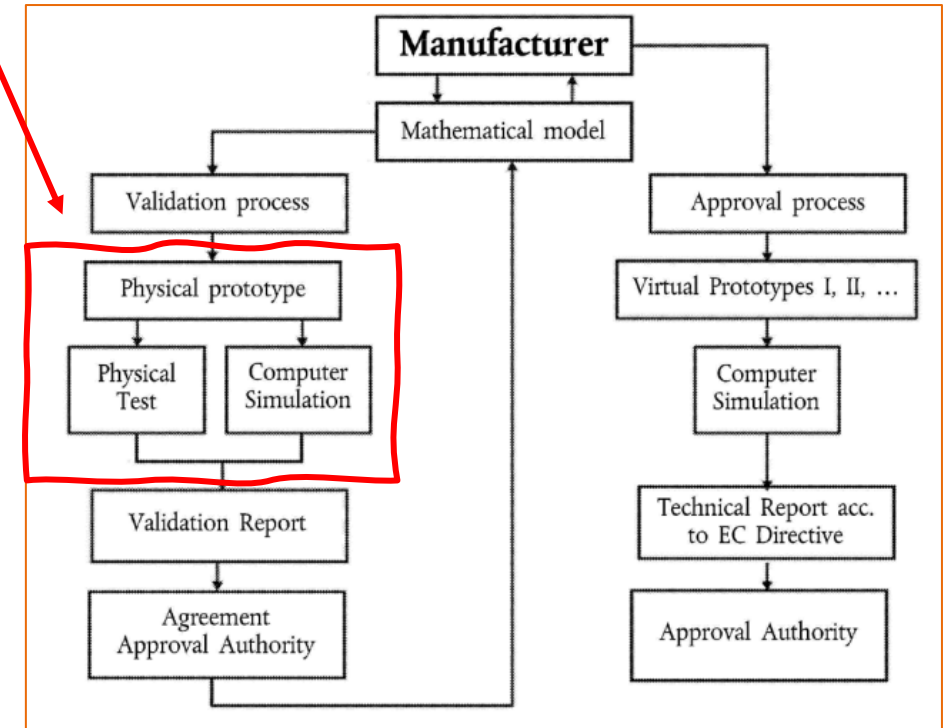 Manufacturer
Mathematical model
Validation process
Physical prototype
Physical
Test
Computer
Simulation
Validation Report
Agreement
Approval Authority
Approval process
Virtual Prototypes I, II, ...
Computer
Simulation
Technical Report acc.
to EC Directive
Approval Authority